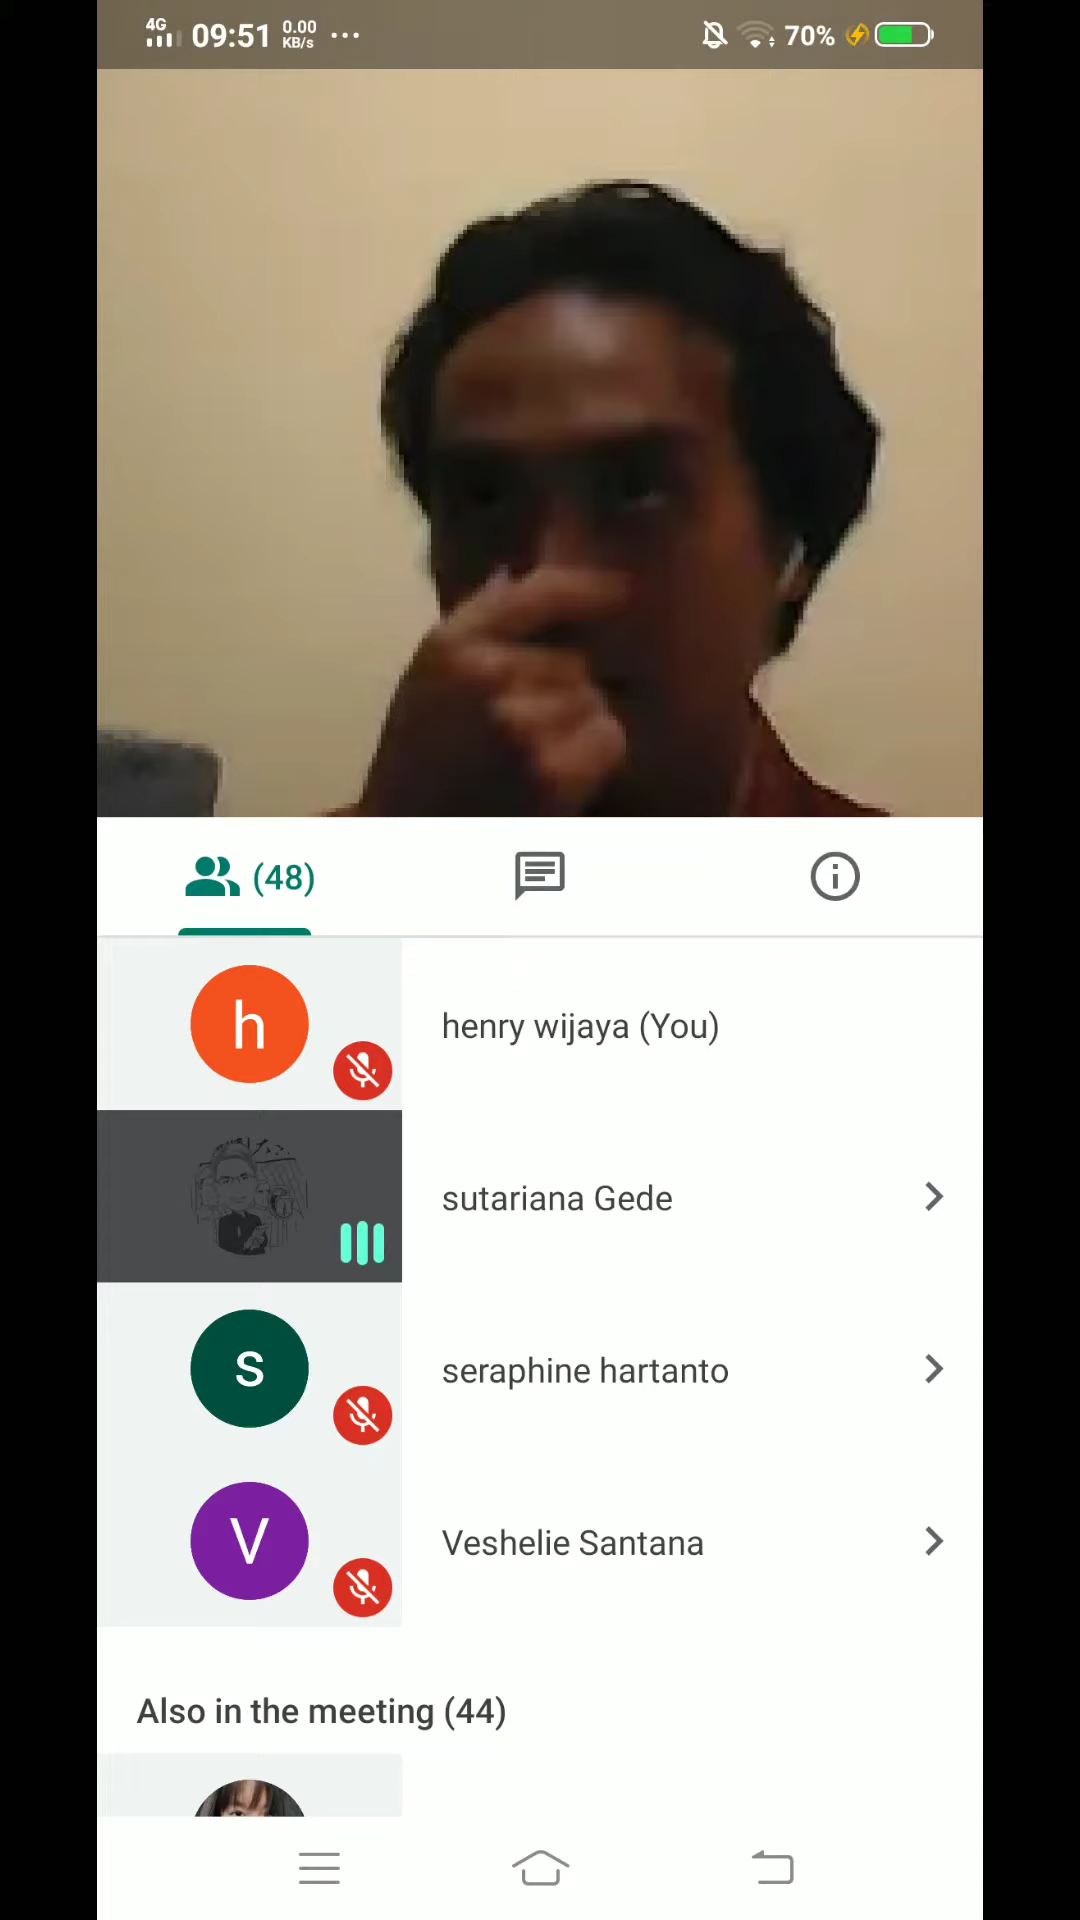 4G 09:51 0.00 KB/s ... 70%
(48)
h henry wijaya (You)
sutariana Gede
s seraphine hartanto
V Veshelie Santana
Also in the meeting (44)